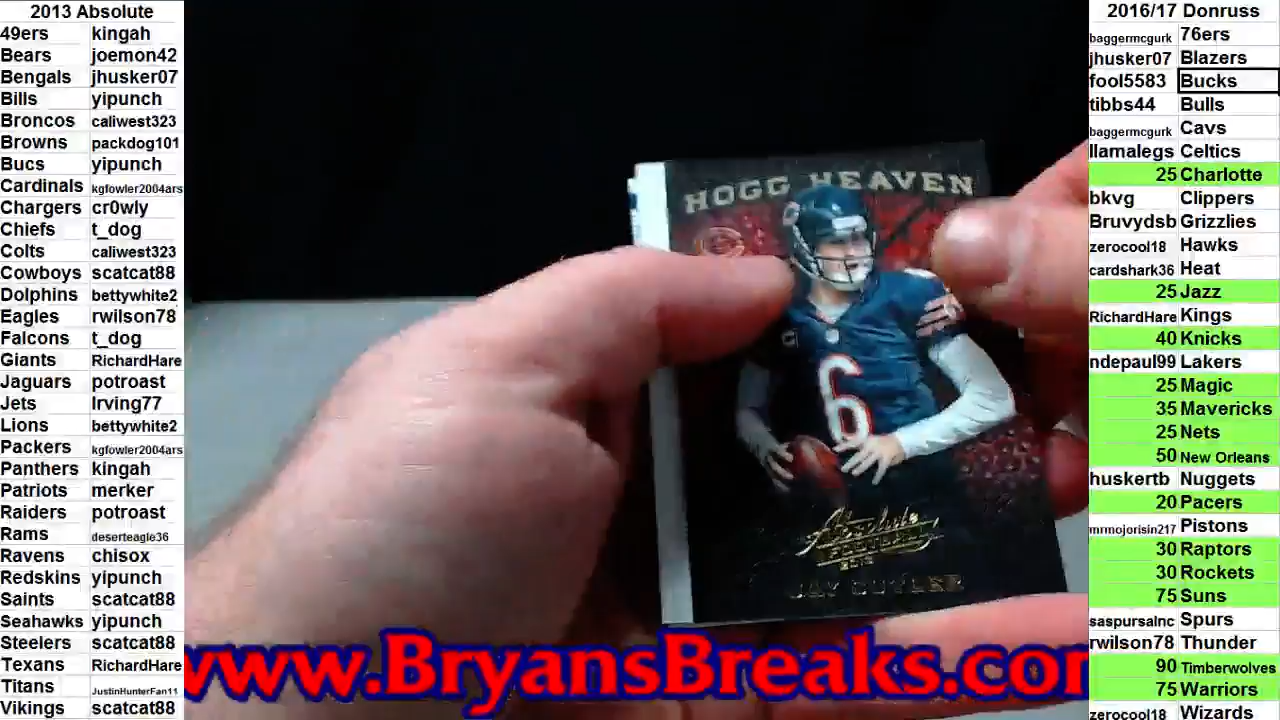 2013 Absolute
49ers kingah
Bears joemon42
Bengals jhusker07
Bills yipunch
Broncos caliwest323
Browns packdog101
Bucs yipunch
Cardinals kgfowler2004ars
Chargers cr0wly
Chiefs t_dog
Colts caliwest323
Cowboys scatcat88
Dolphins bettywhite2
Eagles rwilson78
Falcons t_dog
Giants RichardHare
Jaguars potroast
Jets Irving77
Lions bettywhite2
Packers kgfowler2004ars
Panthers kingah
Patriots merker
Raiders potroast
Rams deserteagle36
Ravens chisox
Redskins yipunch
Saints scatcat88
Seahawks yipunch
Steelers scatcat88
Texans RichardHare
Titans JustinHunterFan11
Vikings scatcat88
HOGG HEAVEN
6
Absolute
JAY CUTLER
www.BryansBreaks.com
2016/17 Donruss
baggermcgurk 76ers
jhusker07 Blazers
fool5583 Bucks
tibbs44 Bulls
baggermcgurk Cavs
llamalegs Celtics
25 Charlotte
bkvg Clippers
Bruvydsb Grizzlies
zerocool18 Hawks
cardshark36 Heat
25 Jazz
RichardHare Kings
40 Knicks
ndepaul99 Lakers
25 Magic
35 Mavericks
25 Nets
50 New Orleans
huskertb Nuggets
20 Pacers
mrmojorisin217 Pistons
30 Raptors
30 Rockets
75 Suns
saspursalnc Spurs
rwilson78 Thunder
90 Timberwolves
75 Warriors
zerocool18 Wizards